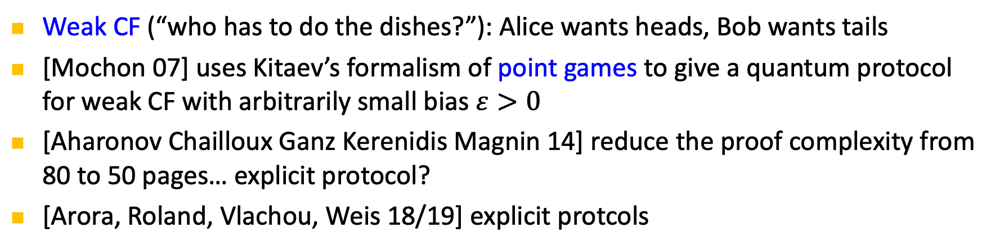 Weak CF (“who has to do the dishes?”): Alice wants heads, Bob wants tails
[Mochon 07] uses Kitaev’s formalism of point games to give a quantum protocol
for weak CF with arbitrarily small bias ε > 0
[Aharonov Chailloux Ganz Kerenidis Magnin 14] reduce the proof complexity from
80 to 50 pages... explicit protocol?
[Arora, Roland, Vlachou, Weis 18/19] explicit protcols